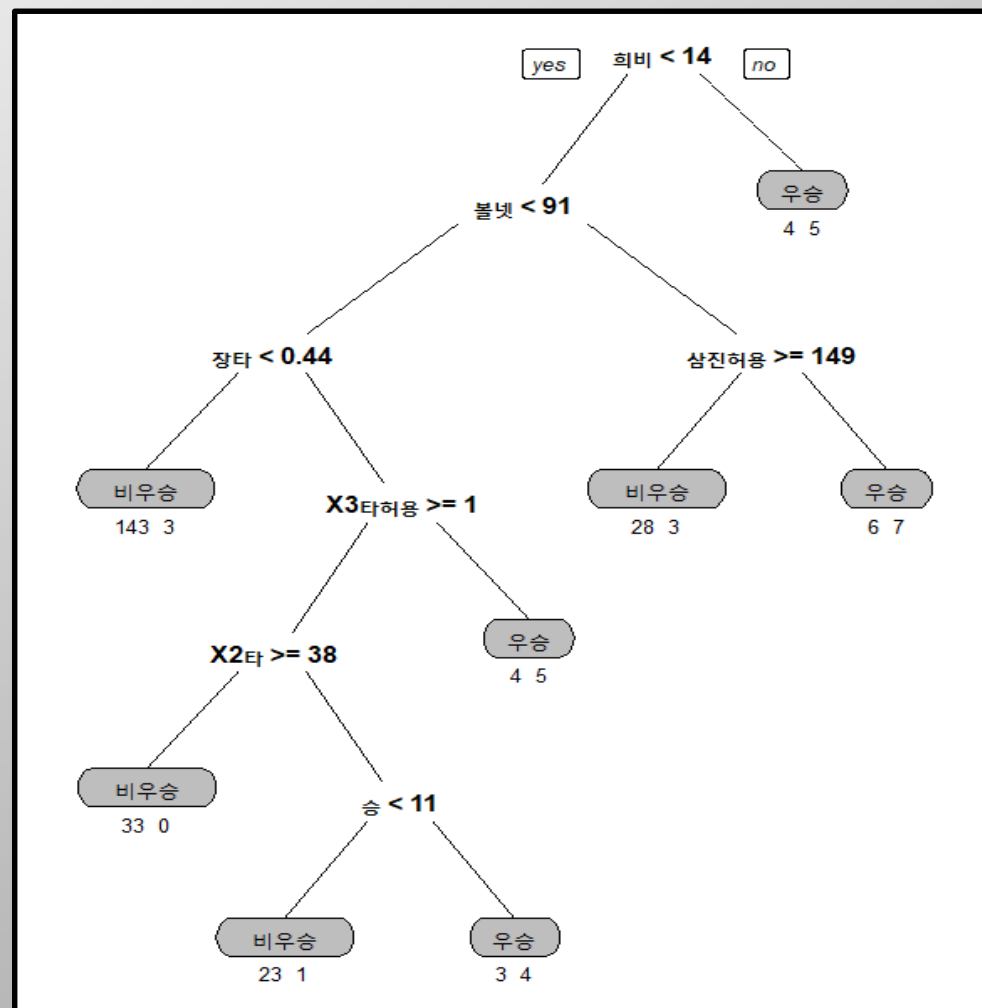 yes 희비 < 14 no
우승
4 5
볼넷 < 91
장타 < 0.44
삼진허용 >= 149
비우승
143 3
X3타허용 >= 1
비우승
28 3
우승
6 7
X2타 >= 38
우승
4 5
비우승
33 0
승 < 11
비우승
23 1
우승
3 4